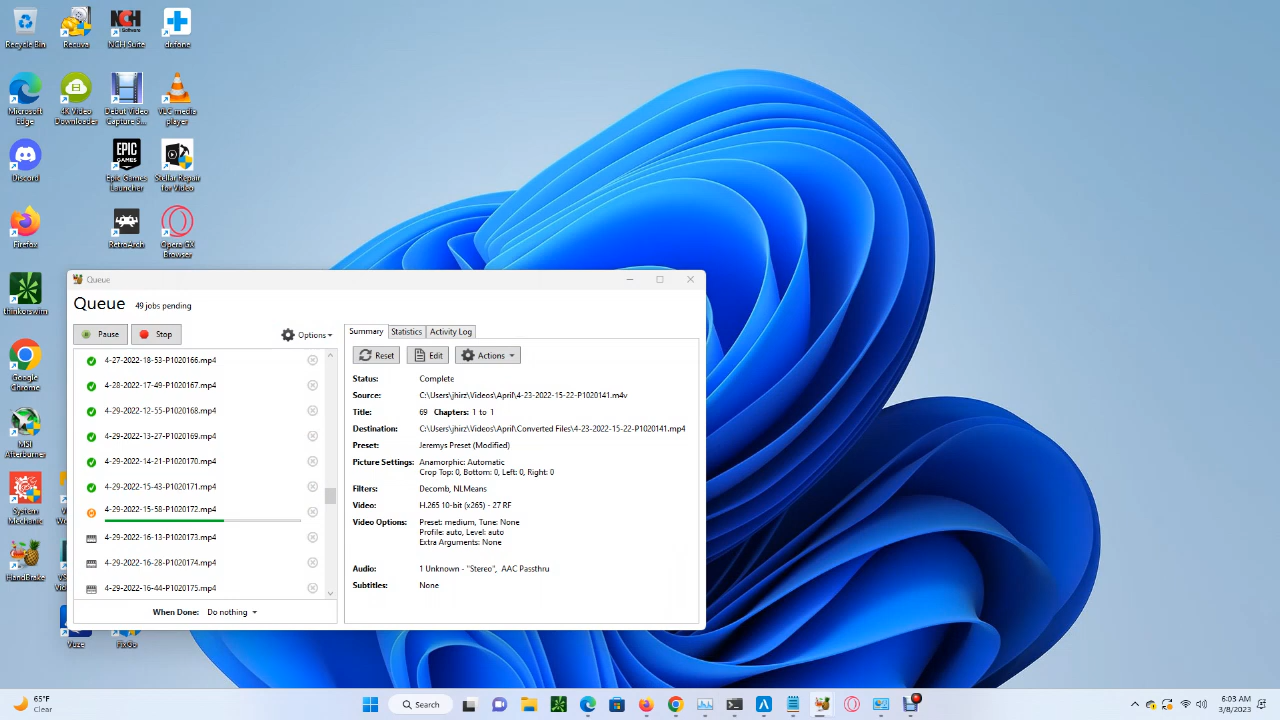 Recycle Bin
Recuva
NCH Suite
dr.fone
Microsoft
Edge
4K Video
Downloader
Debut Video
Capture S...
VLC media
player
Discord
EPIC
GAMES
Epic Games
Launcher
Stellar Repair
for Video
Firefox
RetroArch
Opera GX
Browser
thinkorswim
Google
Chrome
MSI
Afterburner
System
Mechanic
HandBrake
Vuze
FixGo
Queue
Queue
49 jobs pending
Pause
Stop
Options
4-27-2022-18-53-P1020166.mp4
4-28-2022-17-49-P1020167.mp4
4-29-2022-12-55-P1020168.mp4
4-29-2022-13-27-P1020169.mp4
4-29-2022-14-21-P1020170.mp4
4-29-2022-15-43-P1020171.mp4
4-29-2022-15-58-P1020172.mp4
4-29-2022-16-13-P1020173.mp4
4-29-2022-16-28-P1020174.mp4
4-29-2022-16-44-P1020175.mp4
When Done: Do nothing
Summary
Statistics
Activity Log
Reset
Edit
Actions
Status: Complete
Source: C:\Users\jhirz\Videos\April\4-23-2022-15-22-P1020141.m4v
Title: 69 Chapters: 1 to 1
Destination: C:\Users\jhirz\Videos\April\Converted Files\4-23-2022-15-22-P1020141.mp4
Preset: Jeremys Preset (Modified)
Picture Settings: Anamorphic: Automatic
Crop Top: 0, Bottom: 0, Left: 0, Right: 0
Filters: Decomb, NLMeans
Video: H.265 10-bit (x265) - 27 RF
Video Options: Preset: medium, Tune: None
Profile: auto, Level: auto
Extra Arguments: None
Audio: 1 Unknown - "Stereo", AAC Passthru
Subtitles: None
65°F
Clear
Search
6:03 AM
3/8/2023